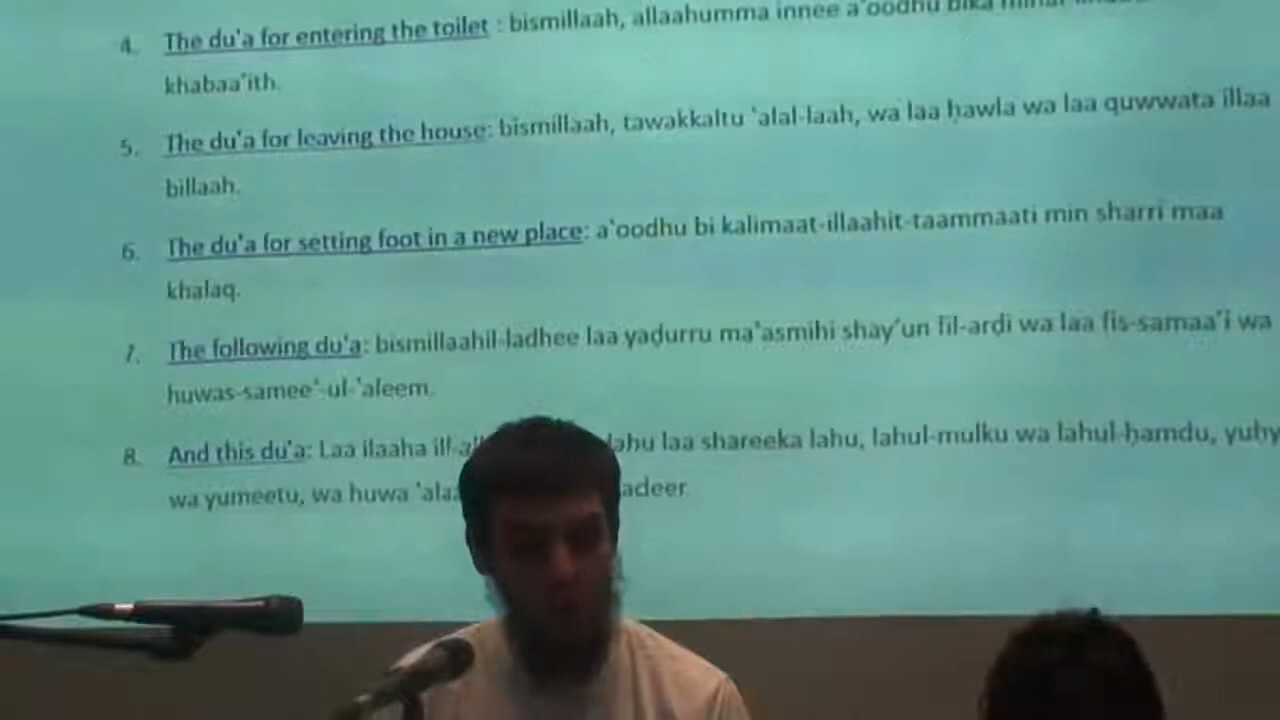 4. The du'a for entering the toilet : bismillaah, allaahumma innee a'oodhu bika minal
khabaa'ith.
5. The du'a for leaving the house: bismillaah, tawakkaltu 'alal-laah, wa laa ḥawla wa laa quwwata illaa
billaah.
6. The du'a for setting foot in a new place: a'oodhu bi kalimaat-illaahit-taammaati min sharri maa
khalaq.
7. The following du'a: bismillaahil-ladhee laa yaḍurru ma'asmihi shay'un fil-arḍi wa laa fis-samaa'i wa
huwas-samee'-ul-'aleem.
8. And this du'a: Laa ilaaha lahu laa shareeka lahu, lahul-mulku wa lahul-ḥamdu, yuḥy
wa yumeetu, wa huwa